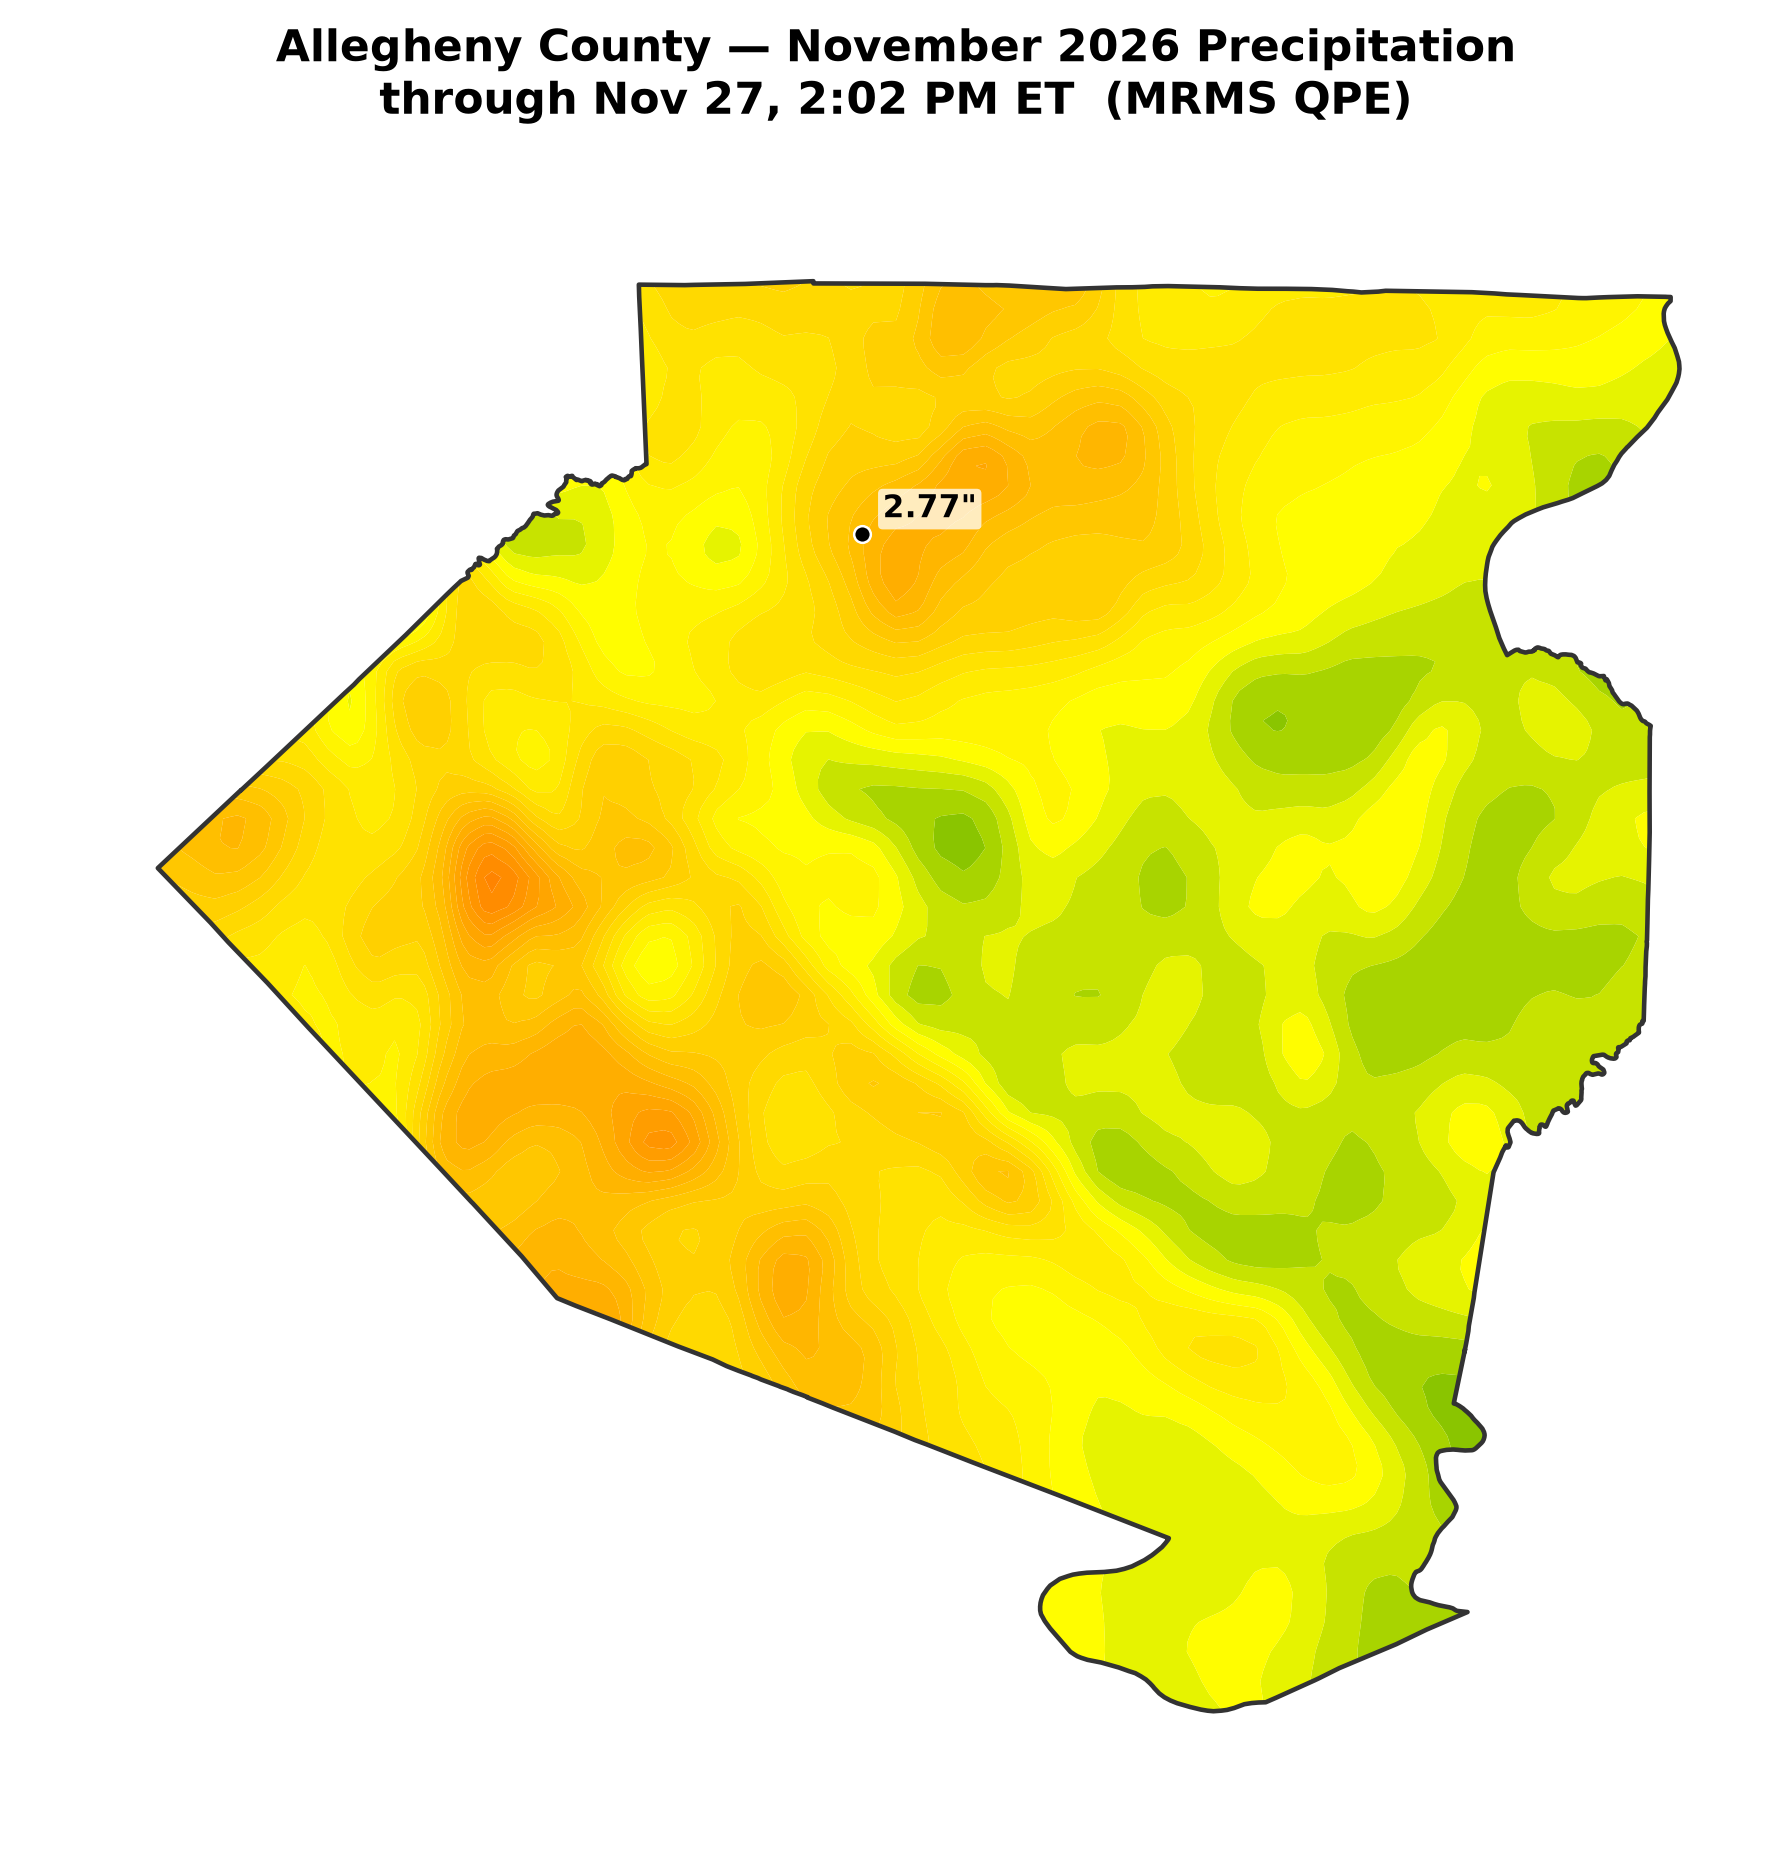 Allegheny County — November 2026 Precipitation
through Nov 27, 2:02 PM ET (MRMS QPE)
2.77"